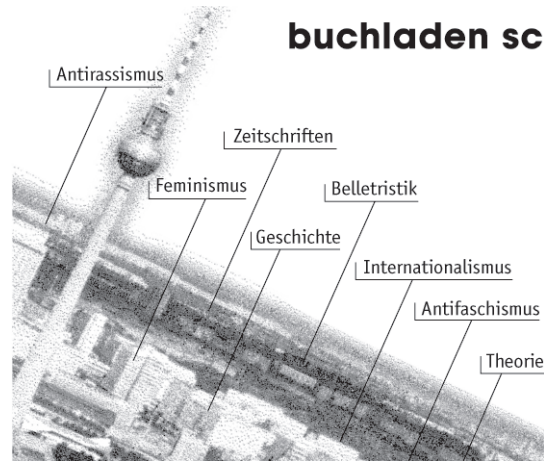 buchladen sc
Antirassismus
Zeitschriften
Feminismus
Belletristik
Geschichte
Internationalismus
Antifaschismus
Theorie